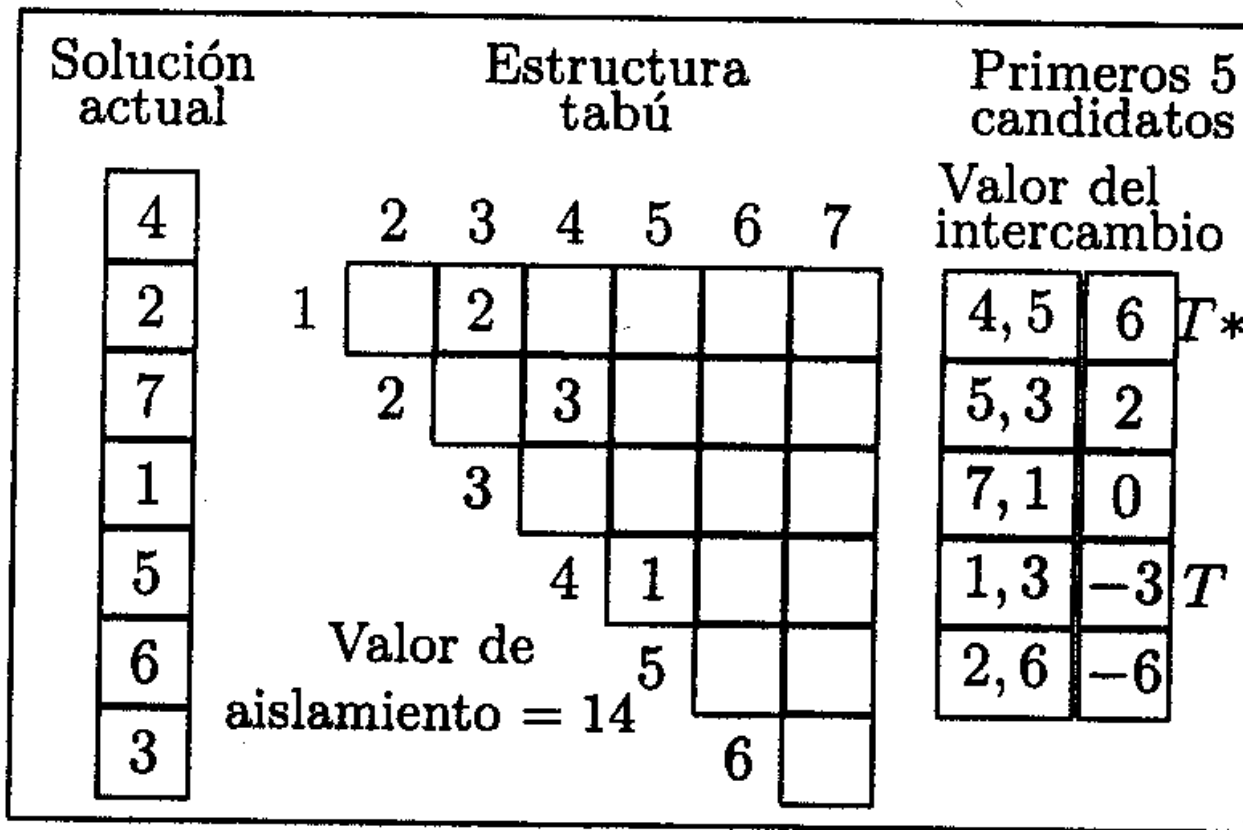 Solución
actual
Estructura
tabú
Primeros 5
candidatos
Valor del
intercambio
4
2
7
1
5
6
3
2 3 4 5 6 7
1 2
2 3
3
4 1
5
6
Valor de
aislamiento = 14
4, 5 6 T*
5, 3 2
7, 1 0
1, 3 −3 T
2, 6 −6